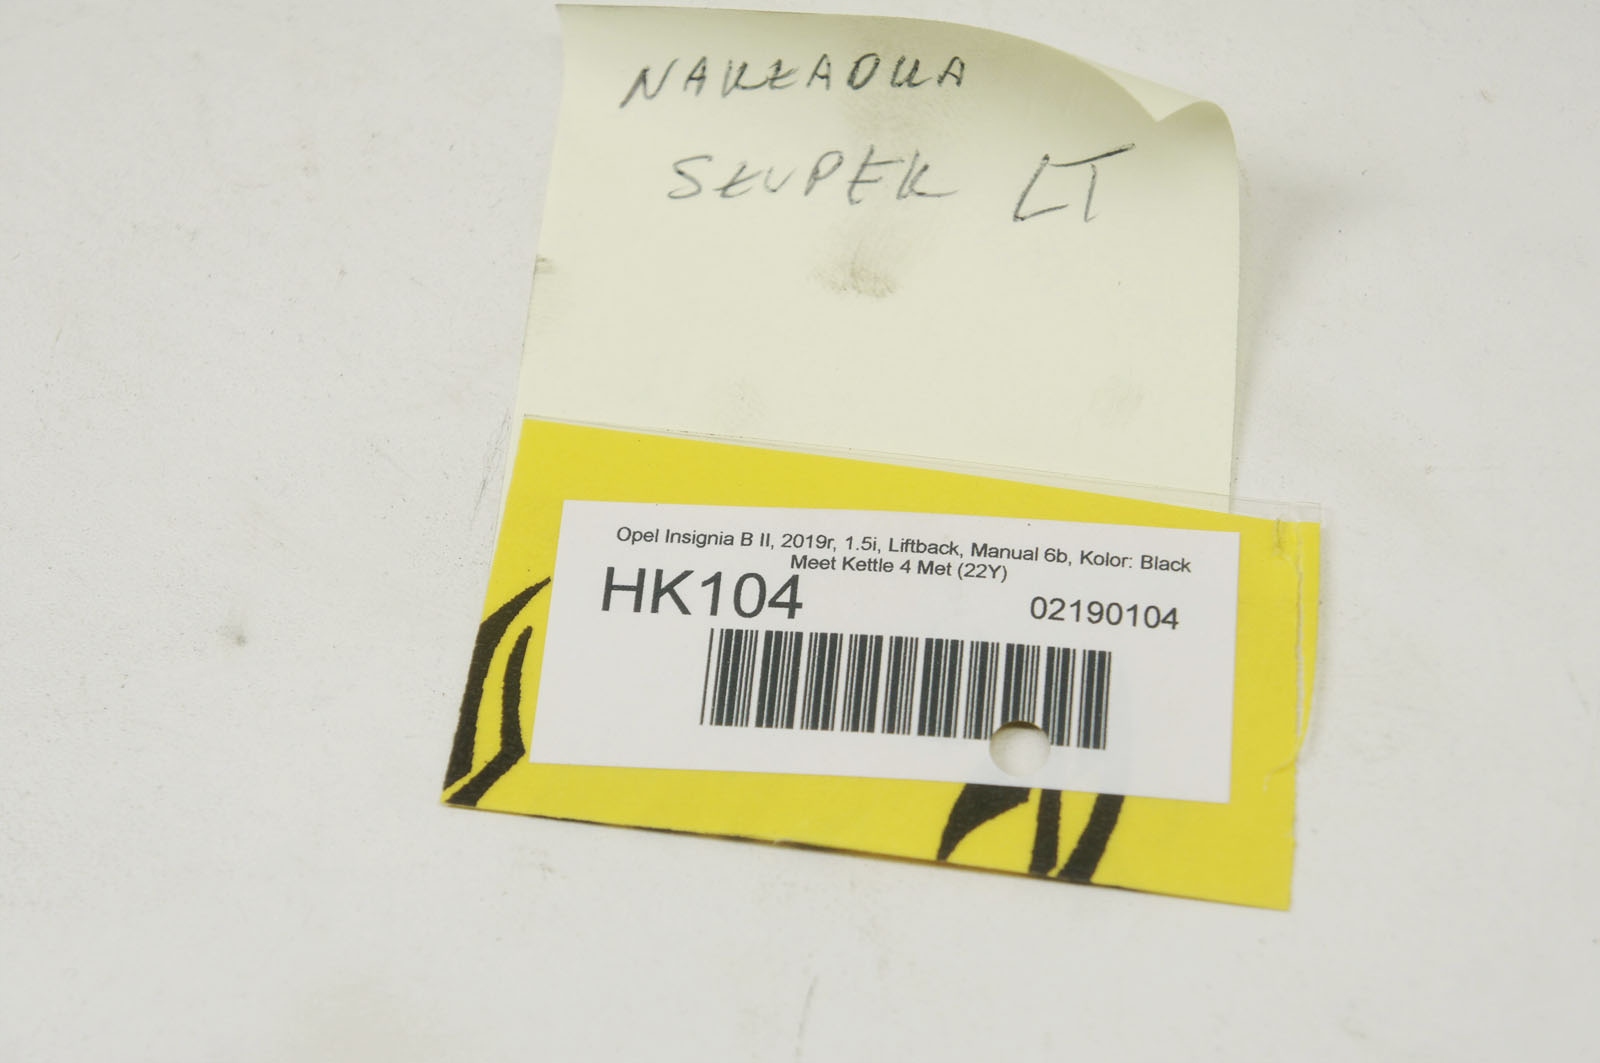 NAKŁADKA
SŁUPEK LT
Opel Insignia B II, 2019r, 1.5i, Liftback, Manual 6b, Kolor: Black
Meet Kettle 4 Met (22Y)
HK104 02190104